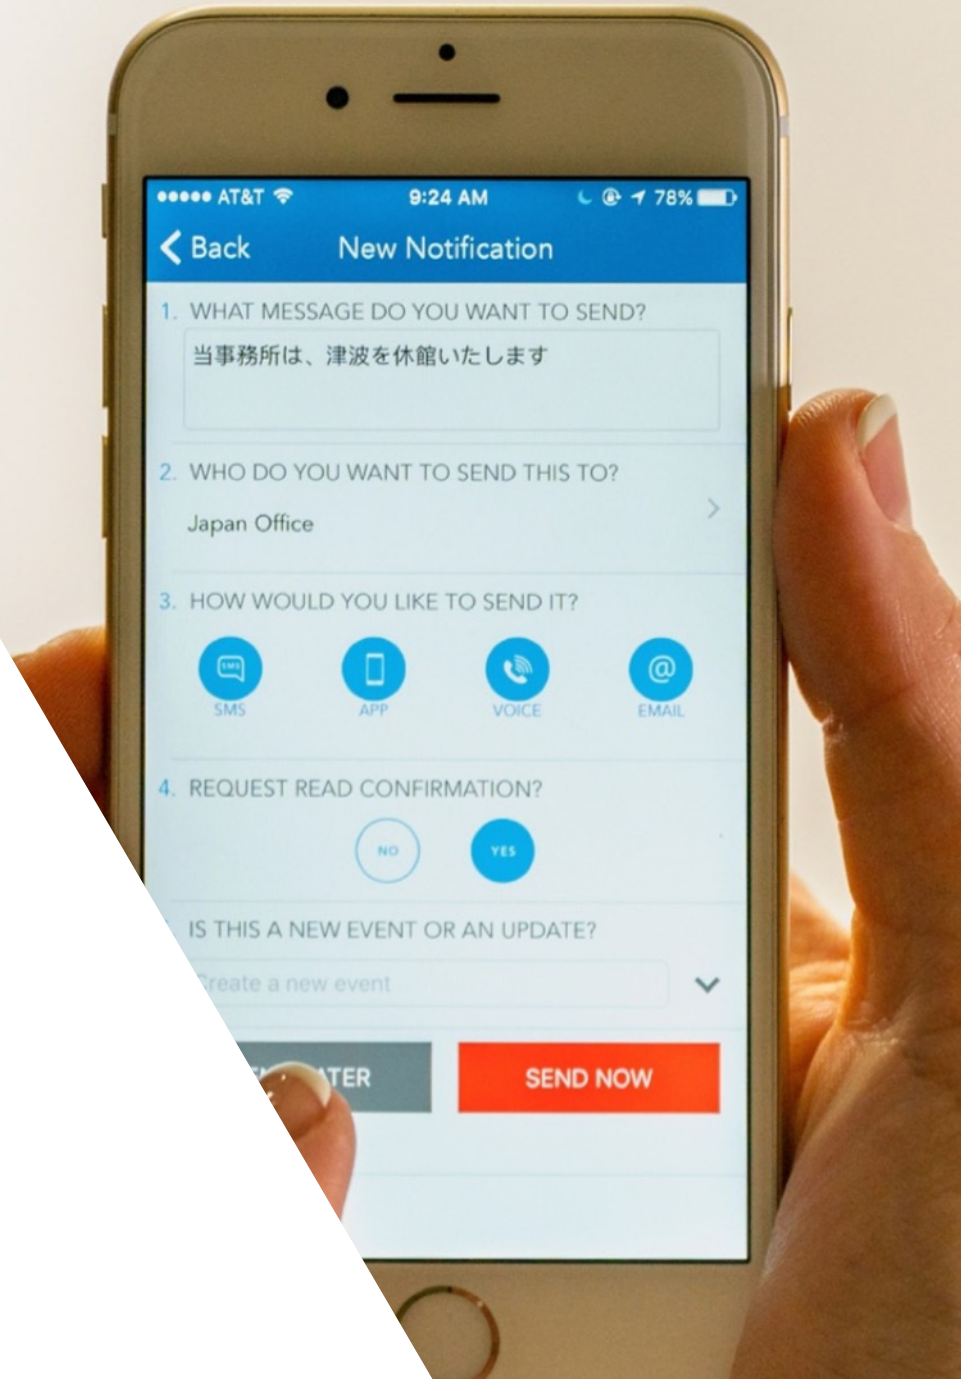 AT&T 9:24 AM 78%
Back New Notification
1. WHAT MESSAGE DO YOU WANT TO SEND?
当事務所は、津波を休館いたします
2. WHO DO YOU WANT TO SEND THIS TO?
Japan Office
3. HOW WOULD YOU LIKE TO SEND IT?
SMS
SMS APP VOICE EMAIL
4. REQUEST READ CONFIRMATION?
NO YES
IS THIS A NEW EVENT OR AN UPDATE?
Create a new event
SEND NOW